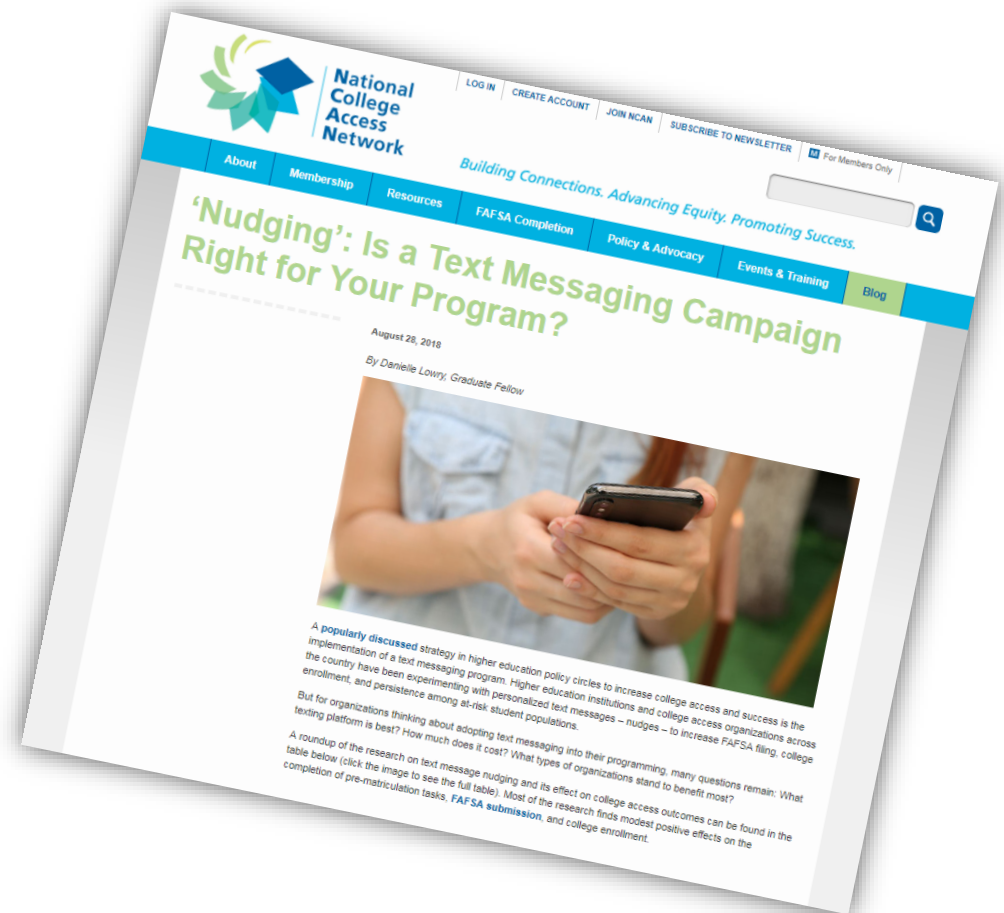 National
College
Access
Network
LOG IN
CREATE ACCOUNT
JOIN NCAN
SUBSCRIBE TO NEWSLETTER
M For Members Only
Building Connections. Advancing Equity. Promoting Success.
About
Membership
Resources
FAFSA Completion
Policy & Advocacy
Events & Training
Blog
‘Nudging’: Is a Text Messaging Campaign
Right for Your Program?
August 28, 2018
By Danielle Lowry, Graduate Fellow
A popularly discussed strategy in higher education policy circles to increase college access and success is the
implementation of a text messaging program. Higher education institutions and college access organizations across
the country have been experimenting with personalized text messages – nudges – to increase FAFSA filing, college
enrollment, and persistence among at-risk student populations.
But for organizations thinking about adopting text messaging into their programming, many questions remain: What
texting platform is best? How much does it cost? What types of organizations stand to benefit most?
A roundup of the research on text message nudging and its effect on college access outcomes can be found in the
table below (click the image to see the full table). Most of the research finds modest positive effects on the
completion of pre-matriculation tasks, FAFSA submission, and college enrollment.